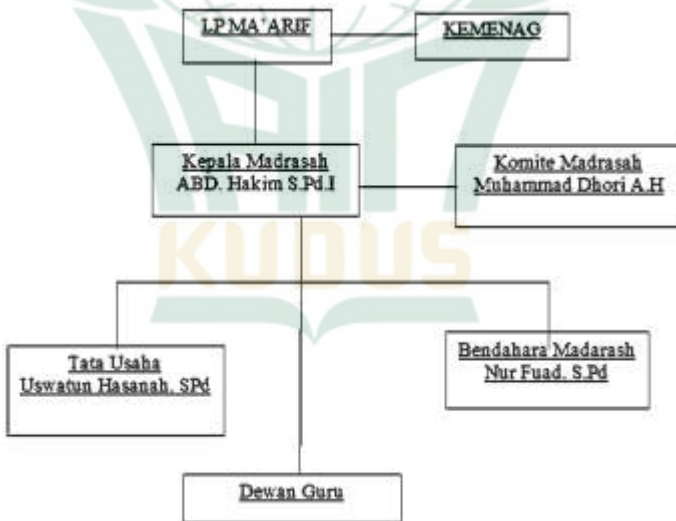 LP MA'ARIF
KEMENAG
Kepala Madrasah
ABD. Hakim S.Pd.I
Komite Madrasah
Muhammad Dhori A.H
KUDUS
Tata Usaha
Uswatun Hasanah, SPd
Bendahara Madarash
Nur Fuad, S.Pd
Dewan Guru